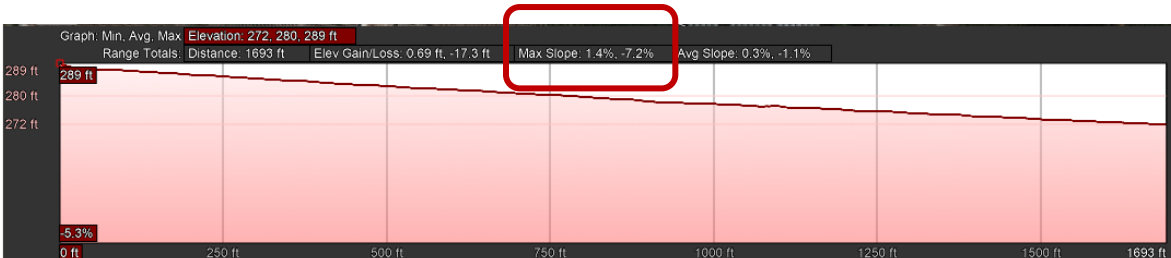 Graph: Min, Avg, Max Elevation: 272, 280, 289 ft
Range Totals: Distance: 1693 ft Elev Gain/Loss: 0.69 ft, -17.3 ft Max Slope: 1.4%, -7.2% Avg Slope: 0.3%, -1.1%
289 ft 289 ft
280 ft
272 ft
-5.3%
0 ft 250 ft 500 ft 750 ft 1000 ft 1250 ft 1500 ft 1693 ft